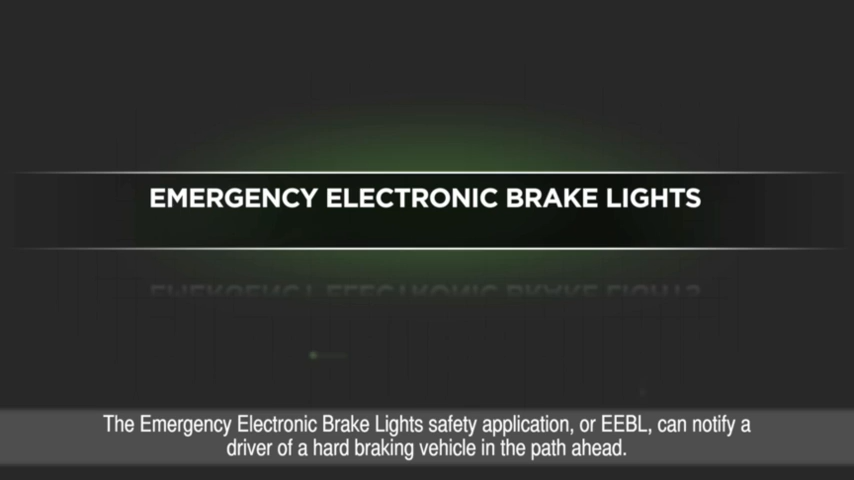 EMERGENCY ELECTRONIC BRAKE LIGHTS
The Emergency Electronic Brake Lights safety application, or EEBL, can notify a
driver of a hard braking vehicle in the path ahead.